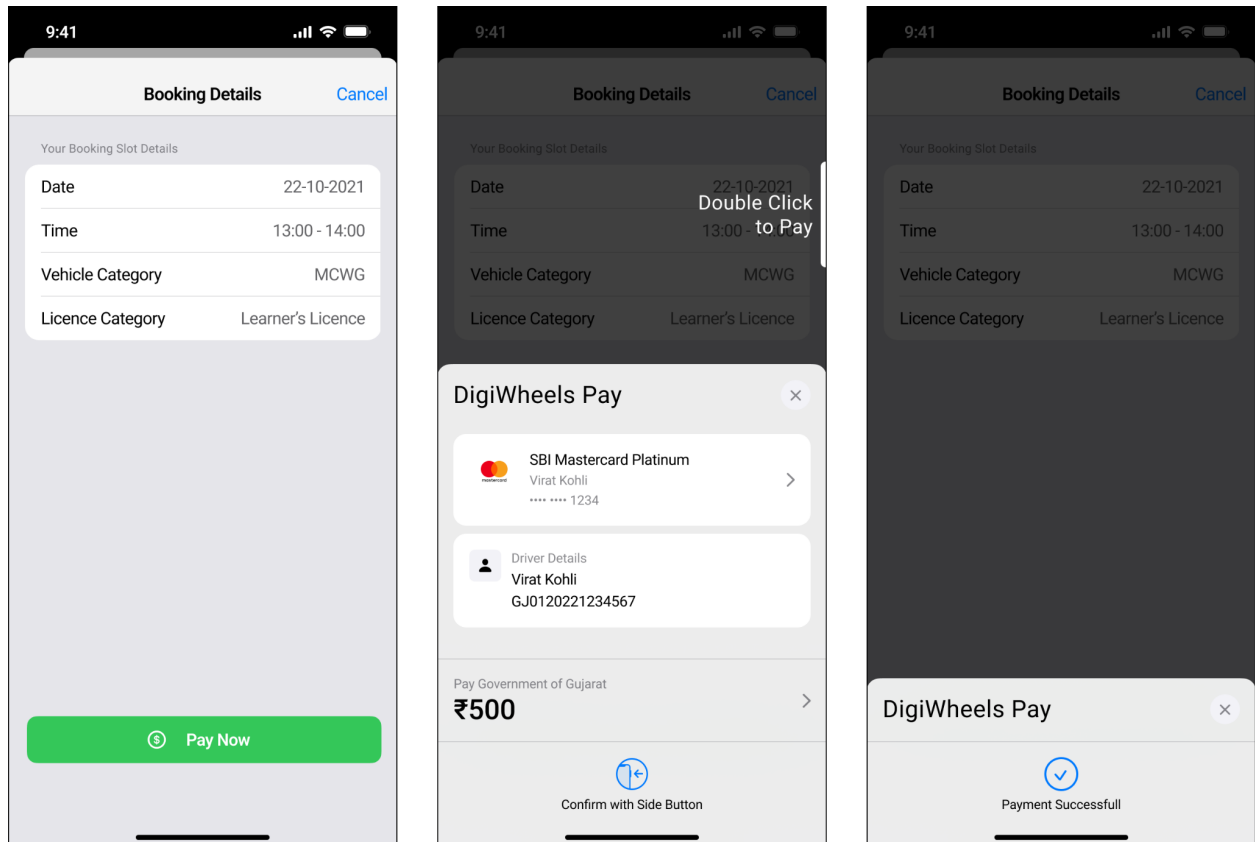 9:41
Booking Details
Cancel
Your Booking Slot Details
Date 22-10-2021
Time 13:00 - 14:00
Vehicle Category MCWG
Licence Category Learner's Licence
Pay Now
9:41
Booking Details
Cancel
Your Booking Slot Details
Date 22-10-2021
Double Click
to Pay
Time 13:00 - 14:00
Vehicle Category MCWG
Licence Category Learner's Licence
DigiWheels Pay
mastercard
SBI Mastercard Platinum
Virat Kohli
•••• •••• 1234
Driver Details
Virat Kohli
GJ0120221234567
Pay Government of Gujarat
₹500
Confirm with Side Button
9:41
Booking Details
Cancel
Your Booking Slot Details
Date 22-10-2021
Time 13:00 - 14:00
Vehicle Category MCWG
Licence Category Learner's Licence
DigiWheels Pay
Payment Successfull